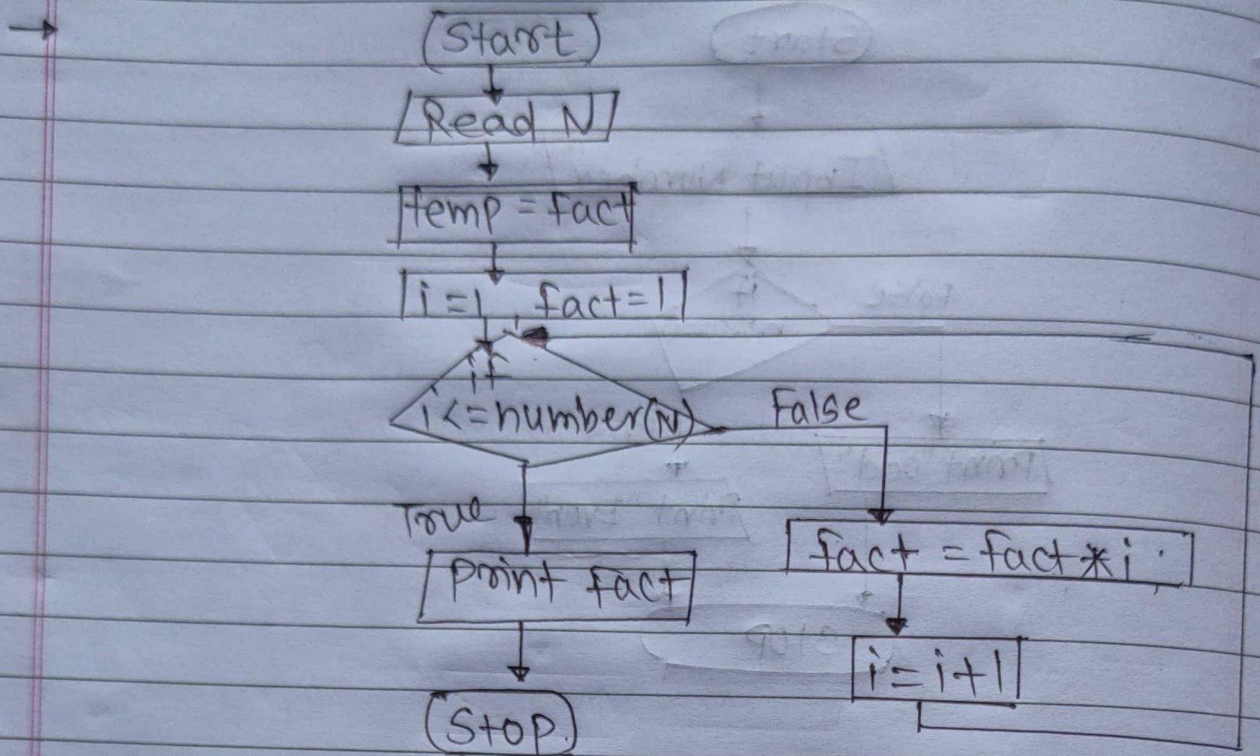 Start
Read N
temp = fact
i=1, fact=1
if
i<=number(N)
False
True
fact = fact*i
print fact
i=i+1
Stop